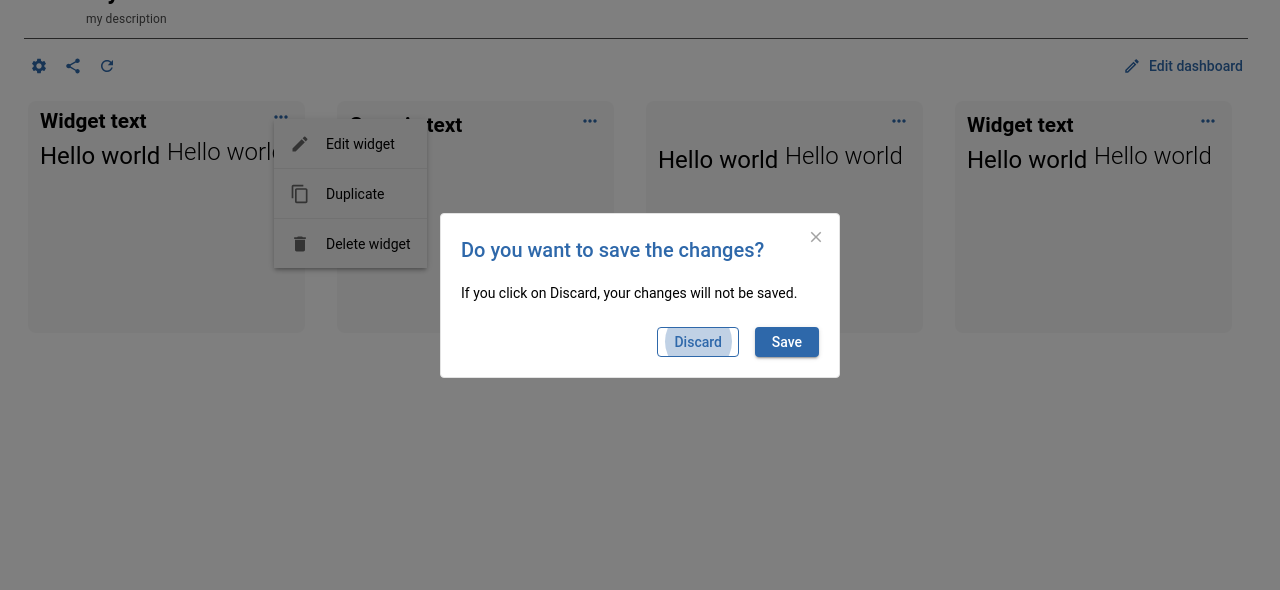 my description
Edit dashboard
Widget text
Hello world Hello
Edit widget
Duplicate
Delete widget
text
Hello world Hello world
Widget text
Hello world Hello world
Do you want to save the changes?
If you click on Discard, your changes will not be saved.
Discard
Save